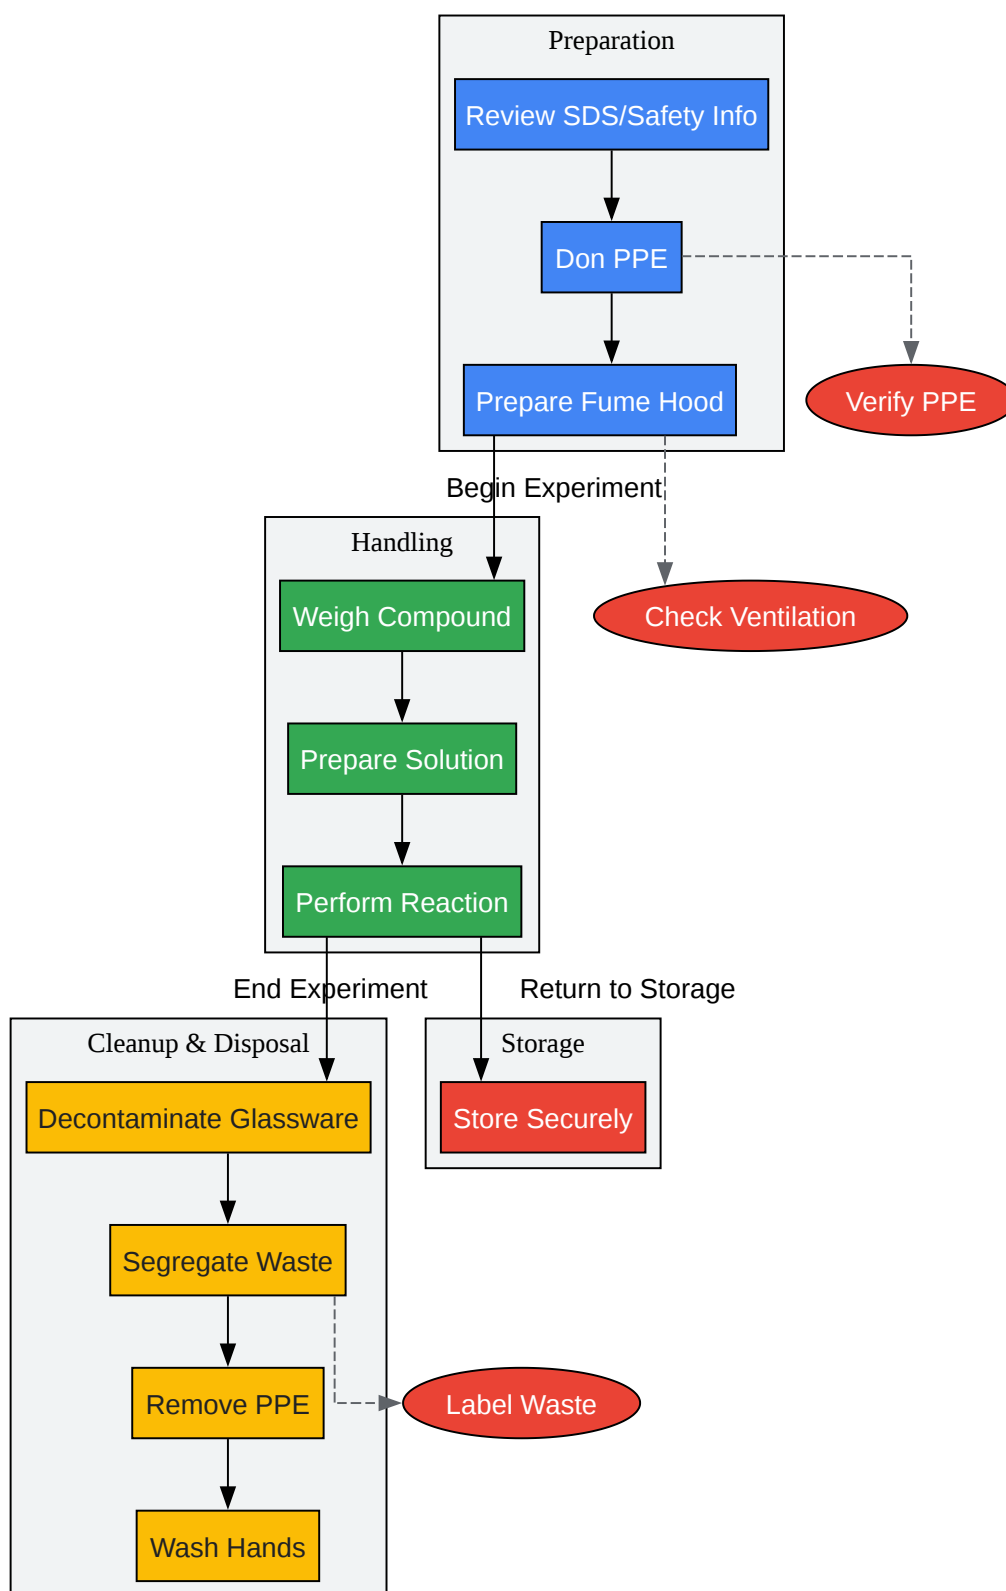 Preparation
Review SDS/Safety Info
Don PPE
Prepare Fume Hood
Verify PPE
Begin Experiment
Handling
Weigh Compound
Check Ventilation
Prepare Solution
Perform Reaction
End Experiment
Return to Storage
Cleanup & Disposal
Storage
Decontaminate Glassware
Store Securely
Segregate Waste
Remove PPE
Label Waste
Wash Hands